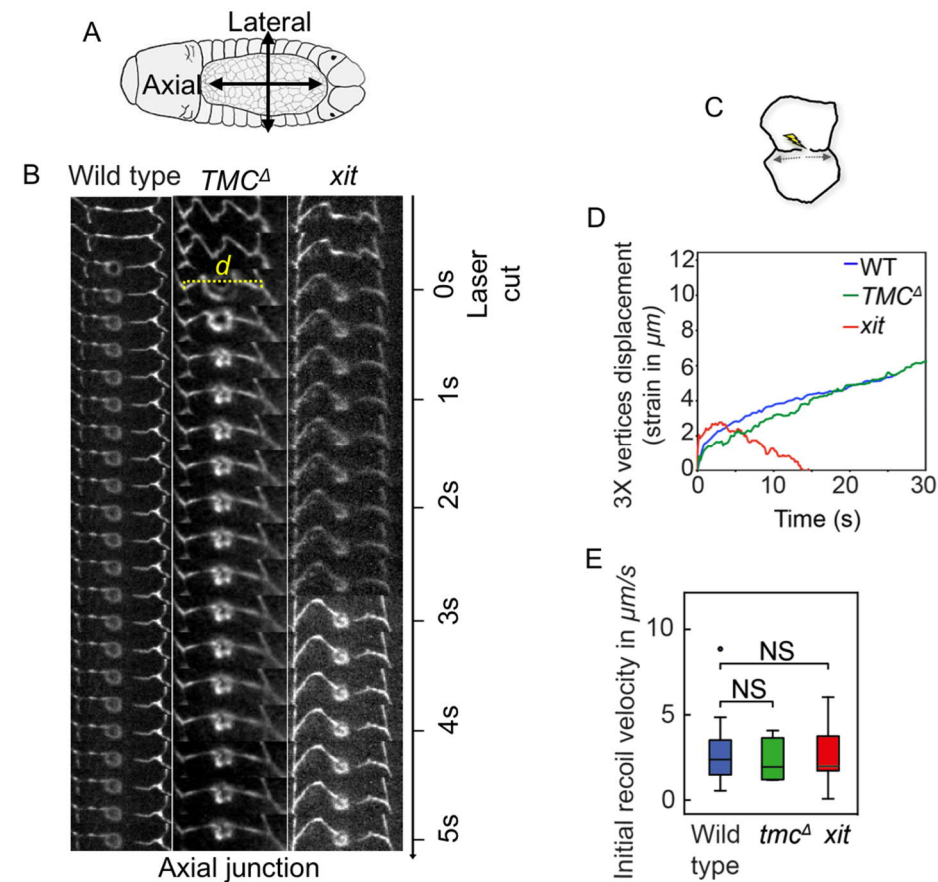 A
Lateral
Axial
B
Wild type
TMCΔ
xit
d
0s
1s
2s
3s
4s
5s
Laser
cut
Axial junction
C
D
3X vertices displacement
(strain in μm)
12
10
8
6
4
2
0
WT
TMCΔ
xit
0
10
20
30
Time (s)
E
Initial recoil velocity in μm/s
10
5
0
NS
NS
Wild
type
tmcΔ
xit